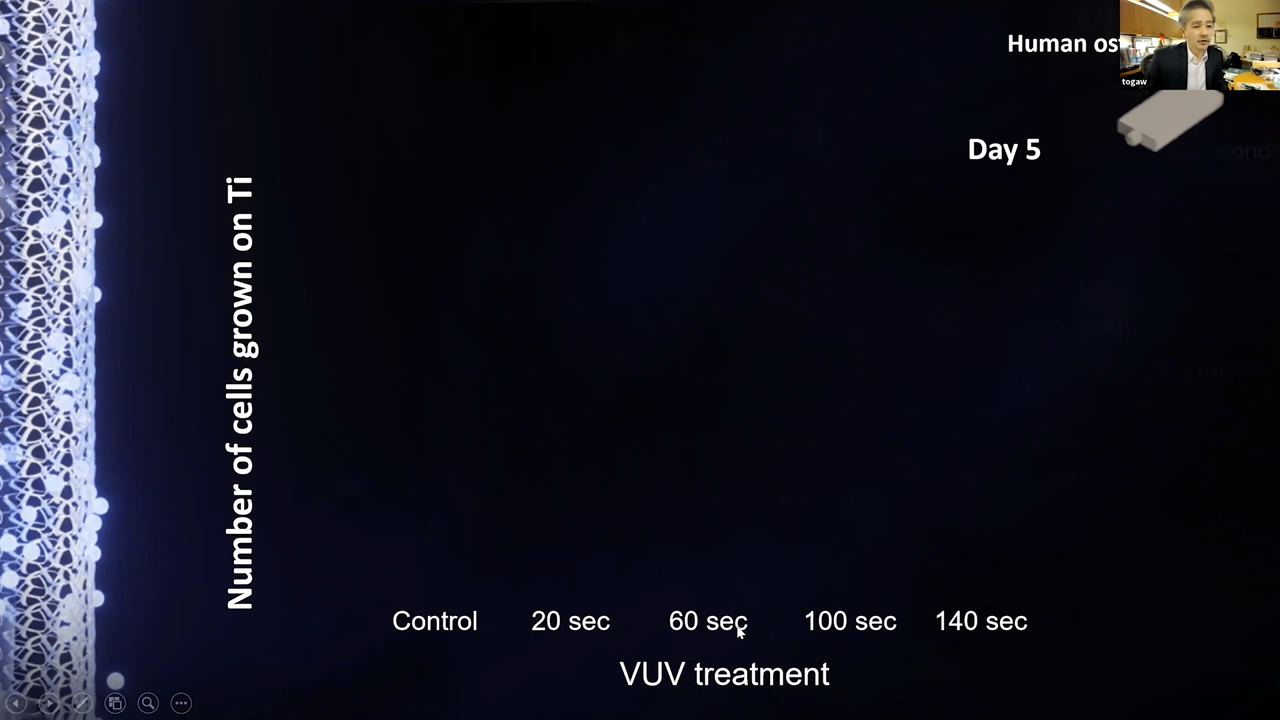 Human os
togaw
Day 5
cond
Number of cells grown on Ti
Control 20 sec 60 sec 100 sec 140 sec
VUV treatment